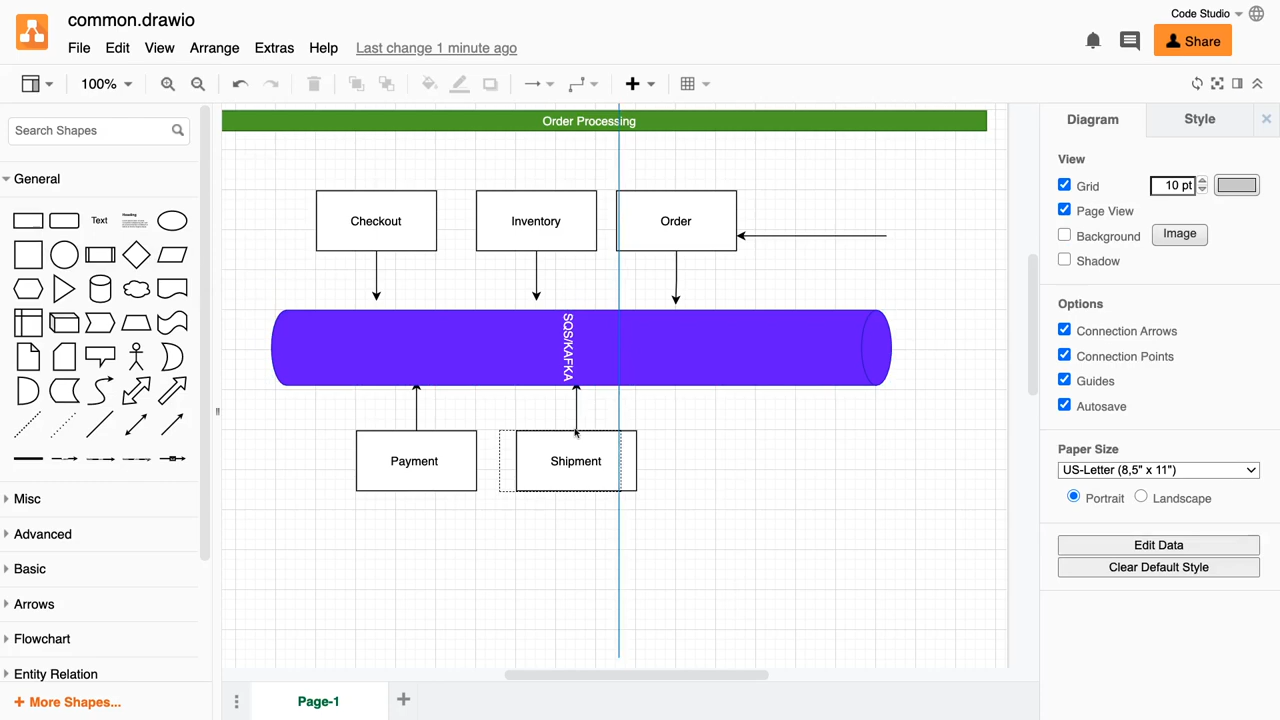 common.drawio
Code Studio
File Edit View Arrange Extras Help Last change 1 minute ago
Share
100%
Search Shapes
General
Text
Heading
Misc
Advanced
Basic
Arrows
Flowchart
Entity Relation
+ More Shapes...
Order Processing
Checkout
Inventory
Order
SQS/KAFKA
Payment
Shipment
Page-1
Diagram
Style
View
Grid
10 pt
Page View
Background
Image
Shadow
Options
Connection Arrows
Connection Points
Guides
Autosave
Paper Size
US-Letter (8,5" x 11")
Portrait
Landscape
Edit Data
Clear Default Style